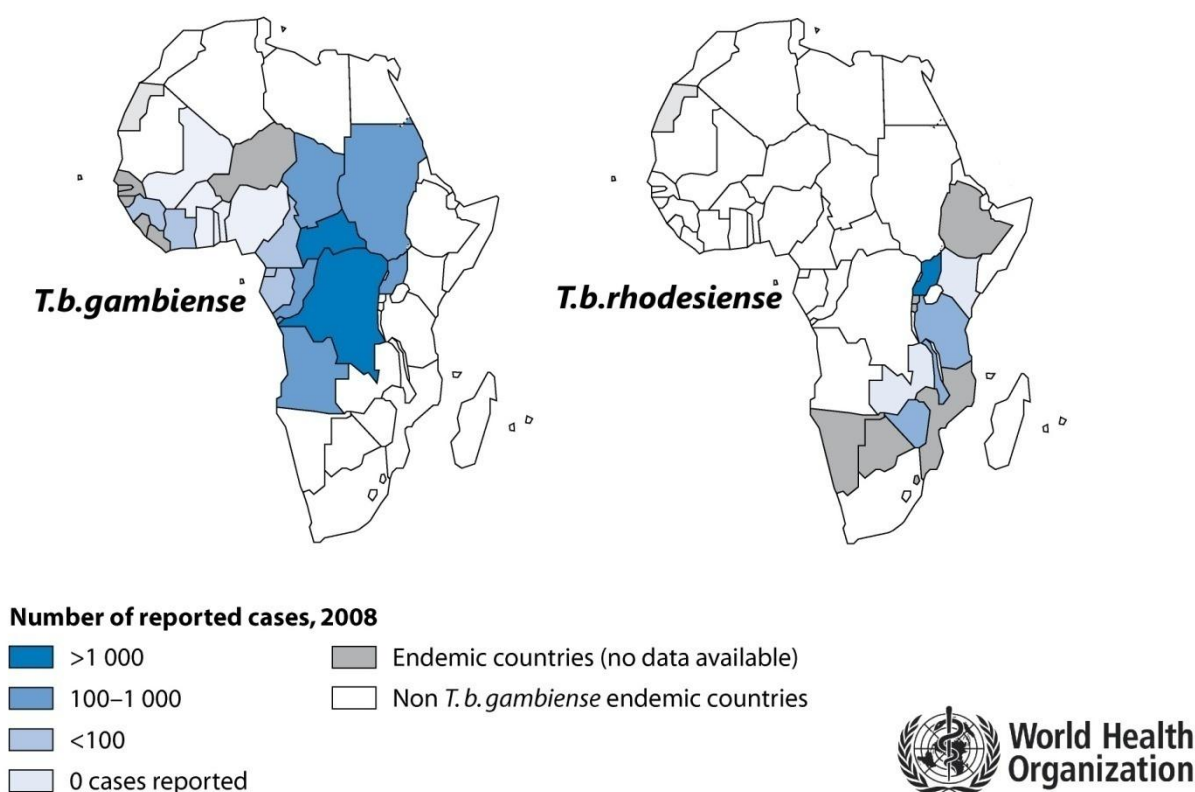 T.b.gambiense
T.b.rhodesiense
Number of reported cases, 2008
>1 000
100–1 000
<100
0 cases reported
Endemic countries (no data available)
Non T. b. gambiense endemic countries
World Health
Organization